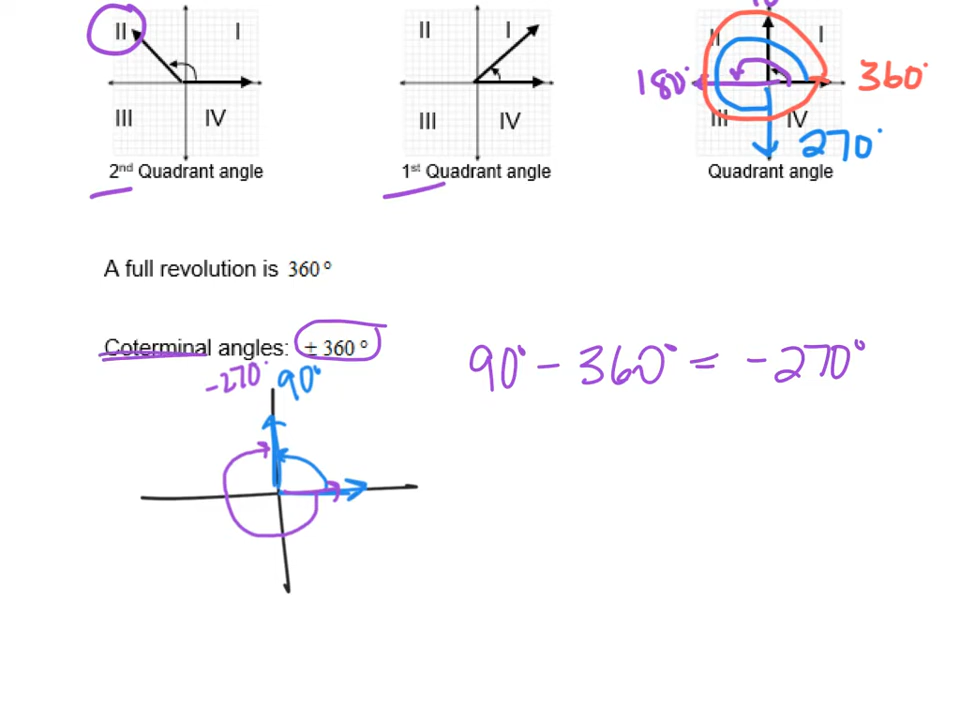 II I
III IV
2nd Quadrant angle
II I
III IV
1st Quadrant angle
II I
180° 360°
III IV
270°
Quadrant angle
A full revolution is 360°
Coterminal angles: ± 360°
90° - 360° = -270°
-270° 90°